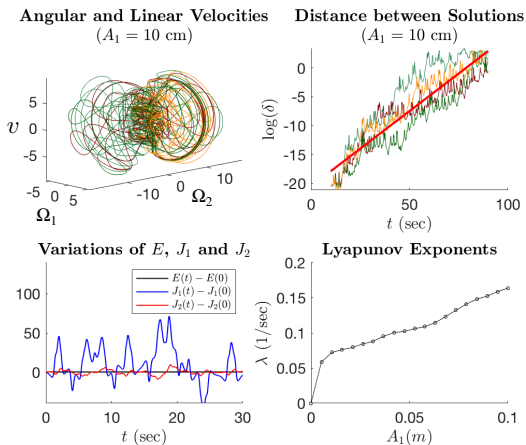 Angular and Linear Velocities
(A₁ = 10 cm)
v
5
0
-5
-5
0
5
Ω₁
-10
0
10
Ω₂
Distance between Solutions
(A₁ = 10 cm)
log(δ)
0
-5
-10
-15
-20
0
50
100
t (sec)
Variations of E, J₁ and J₂
E(t) − E(0)
J₁(t) − J₁(0)
J₂(t) − J₂(0)
100
50
0
0
10
20
30
t (sec)
Lyapunov Exponents
λ (1/sec)
0.2
0.15
0.1
0.05
0
0
0.05
0.1
A₁(m)